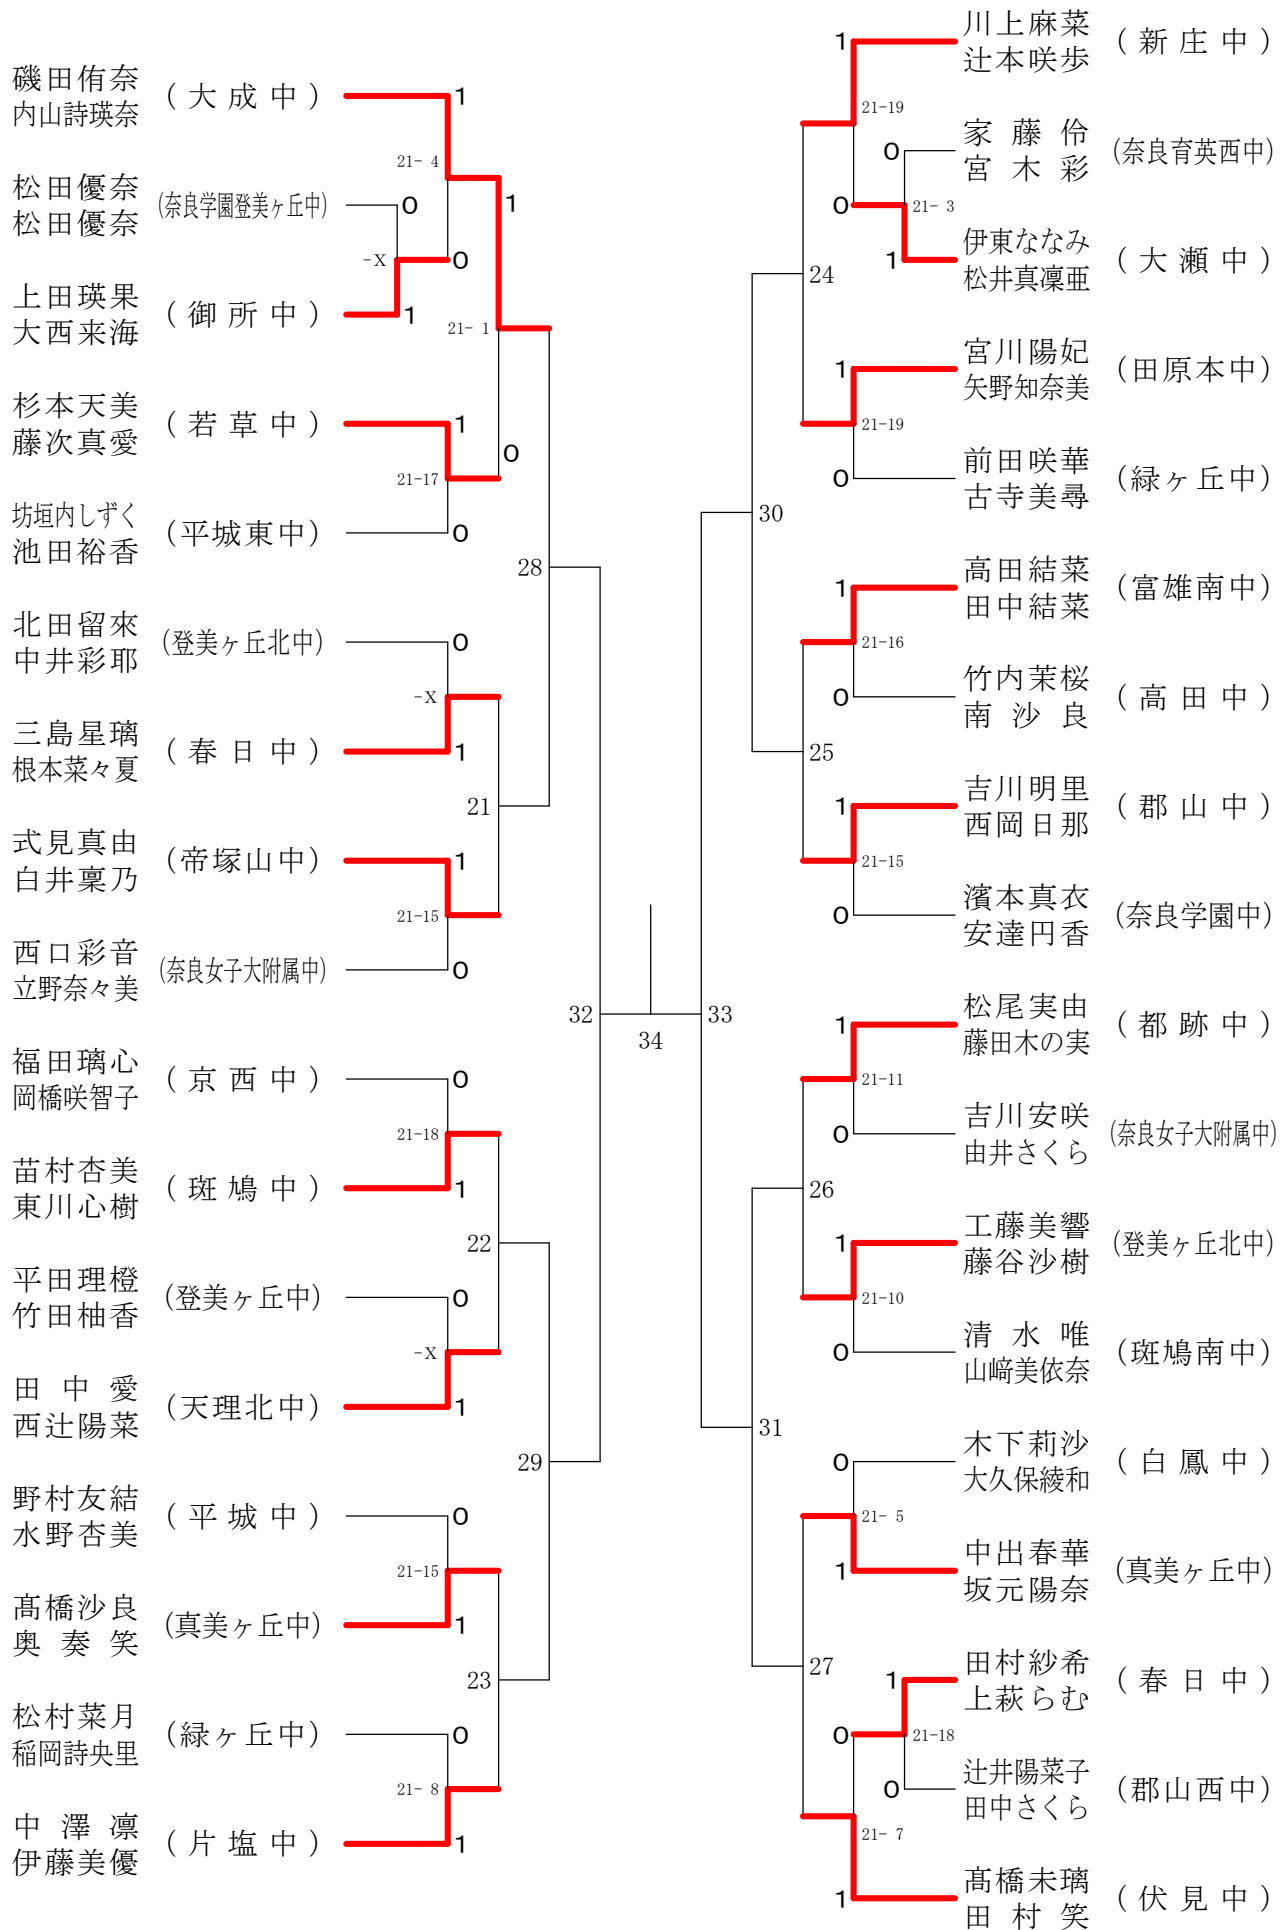 磯田侑奈
内山詩瑛奈
(大成中)
1
21- 4
松田優奈
松田優奈
(奈良学園登美ヶ丘中)
0
1
-X
0
上田瑛果
大西来海
(御所中)
1
21- 1
杉本天美
藤次真愛
(若草中)
1
0
21-17
坊垣内しずく
池田裕香
(平城東中)
0
28
北田留來
中井彩耶
(登美ヶ丘北中)
0
-X
三島星璃
根本菜々夏
(春日中)
1
21
式見真由
白井稟乃
(帝塚山中)
1
21-15
西口彩音
立野奈々美
(奈良女子大附属中)
0
32
34
33
福田璃心
岡橋咲智子
(京西中)
0
21-18
苗村杏美
東川心樹
(斑鳩中)
1
22
平田理橙
竹田柚香
(登美ヶ丘中)
0
-X
田中愛
西辻陽菜
(天理北中)
1
29
野村友結
水野杏美
(平城中)
0
21-15
髙橋沙良
奥奏笑
(真美ヶ丘中)
1
23
松村菜月
稲岡詩央里
(緑ヶ丘中)
0
21- 8
中澤凛
伊藤美優
(片塩中)
1
川上麻菜
辻本咲歩
(新庄中)
1
21-19
家藤伶
宮木彩
(奈良育英西中)
0
0
21- 3
伊東ななみ
松井真凜亜
(大瀬中)
1
24
宮川陽妃
矢野知奈美
(田原本中)
1
21-19
前田咲華
古寺美尋
(緑ヶ丘中)
0
30
高田結菜
田中結菜
(富雄南中)
1
21-16
竹内茉桜
南沙良
(高田中)
0
25
吉川明里
西岡日那
(郡山中)
1
21-15
濱本真衣
安達円香
(奈良学園中)
0
松尾実由
藤田木の実
(都跡中)
1
21-11
吉川安咲
由井さくら
(奈良女子大附属中)
0
26
工藤美響
藤谷沙樹
(登美ヶ丘北中)
1
21-10
清水唯
山﨑美依奈
(斑鳩南中)
0
31
木下莉沙
大久保綾和
(白鳳中)
0
21- 5
中出春華
坂元陽奈
(真美ヶ丘中)
1
27
田村紗希
上萩らむ
(春日中)
1
0
21-18
辻井陽菜子
田中さくら
(郡山西中)
0
21- 7
髙橋未璃
田村笑
(伏見中)
1